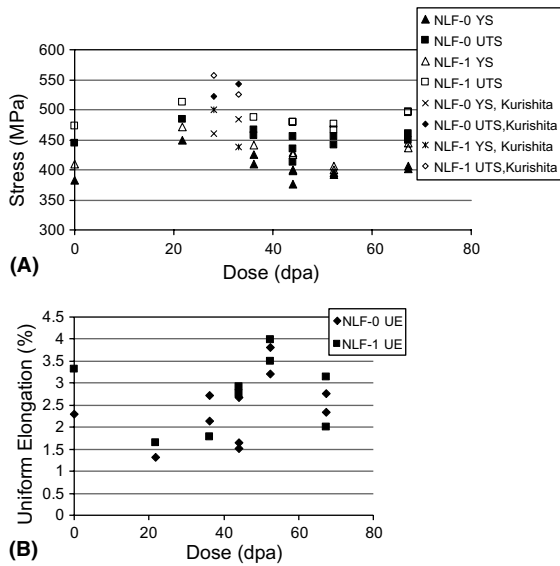 NLF-0 YS
NLF-0 UTS
NLF-1 YS
NLF-1 UTS
NLF-0 YS, Kurishita
NLF-0 UTS,Kurishita
NLF-1 YS, Kurishita
NLF-1 UTS,Kurishita
Stress (MPa)
600
550
500
450
400
350
300
0
20
40
60
80
Dose (dpa)
(A)
NLF-0 UE
NLF-1 UE
Uniform Elongation (%)
4.5
4
3.5
3
2.5
2
1.5
1
0.5
0
0
20
40
60
80
Dose (dpa)
(B)